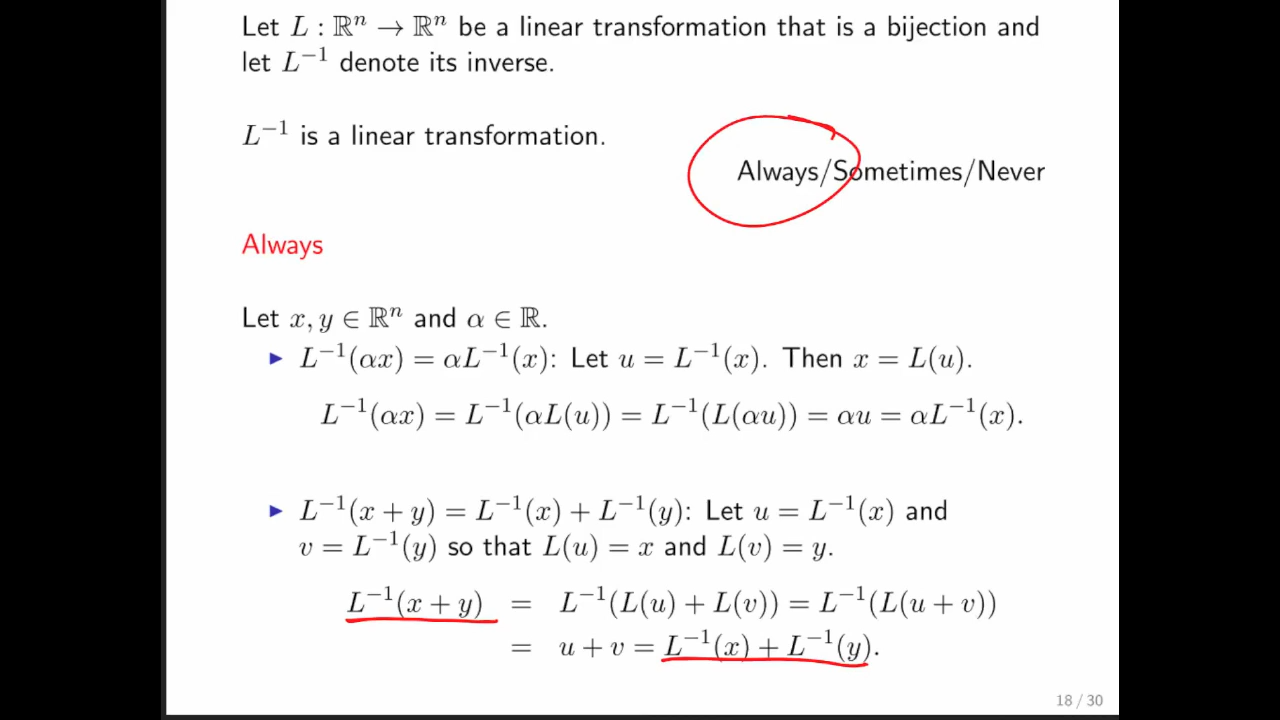 Let L : ℝⁿ → ℝⁿ be a linear transformation that is a bijection and
let L⁻¹ denote its inverse.
L⁻¹ is a linear transformation.
Always/Sometimes/Never
Always
Let x, y ∈ ℝⁿ and α ∈ ℝ.
▶ L⁻¹(αx) = αL⁻¹(x): Let u = L⁻¹(x). Then x = L(u).
L⁻¹(αx) = L⁻¹(αL(u)) = L⁻¹(L(αu)) = αu = αL⁻¹(x).
▶ L⁻¹(x + y) = L⁻¹(x) + L⁻¹(y): Let u = L⁻¹(x) and
v = L⁻¹(y) so that L(u) = x and L(v) = y.
L⁻¹(x + y) = L⁻¹(L(u) + L(v)) = L⁻¹(L(u + v))
= u + v = L⁻¹(x) + L⁻¹(y).
18 / 30